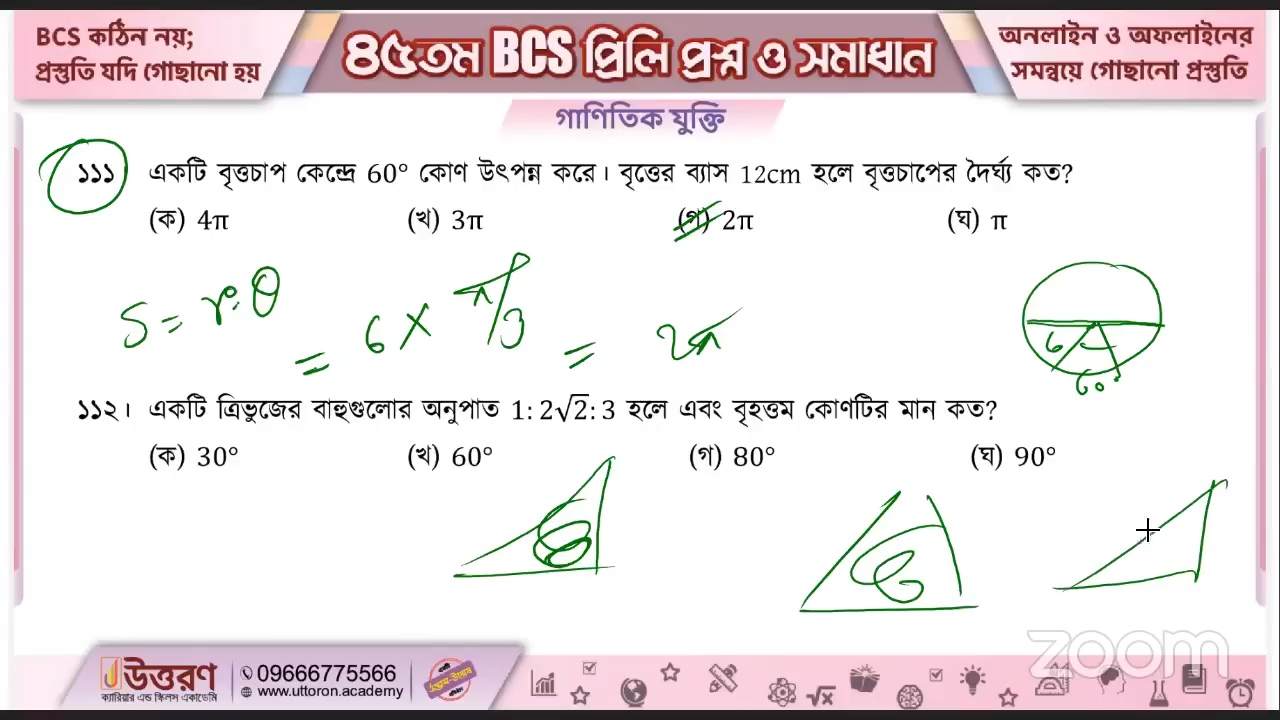 BCS কঠিন নয়;
প্রস্তুতি যদি গোছানো হয়
৪৫তম BCS প্রিলি প্রশ্ন ও সমাধান
অনলাইন ও অফলাইনের
সমন্বয়ে গোছানো প্রস্তুতি
গাণিতিক যুক্তি
১১১ একটি বৃত্তচাপ কেন্দ্রে 60° কোণ উৎপন্ন করে। বৃত্তের ব্যাস 12cm হলে বৃত্তচাপের দৈর্ঘ্য কত?
(ক) 4π (খ) 3π (গ) 2π (ঘ) π
S = r·θ
= 6 × π/3 = 2π
6
60°
১১২। একটি ত্রিভুজের বাহুগুলোর অনুপাত 1: 2√2: 3 হলে এবং বৃহত্তম কোণটির মান কত?
(ক) 30° (খ) 60° (গ) 80° (ঘ) 90°
zoom
উত্তরণ
ক্যারিয়ার এন্ড স্কিলস একাডেমি
09666775566
www.uttoron.academy